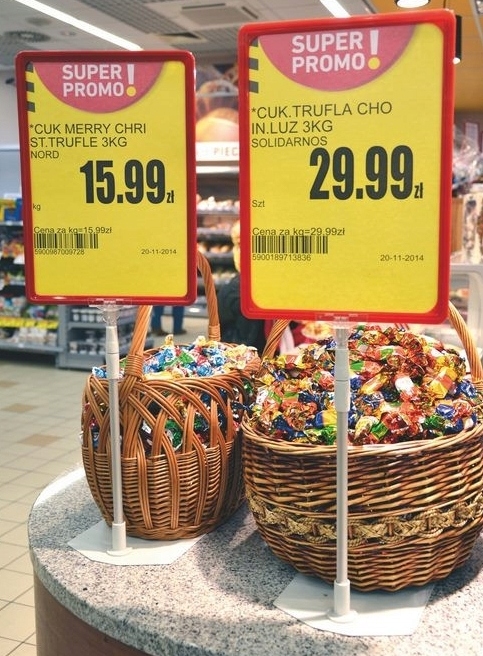 SUPER
PROMO!
*CUK MERRY CHRI
ST.TRUFLE 3KG
NORD
15.99zł
kg
Cena za kg=15.99zł
5900987009728
20-11-2014
SUPER
PROMO!
*CUK.TRUFLA CHO
IN.LUZ 3KG
SOLIDARNOS
29.99zł
Szt
Cena za kg=29.99zł
5900189713836
20-11-2014
PIEC